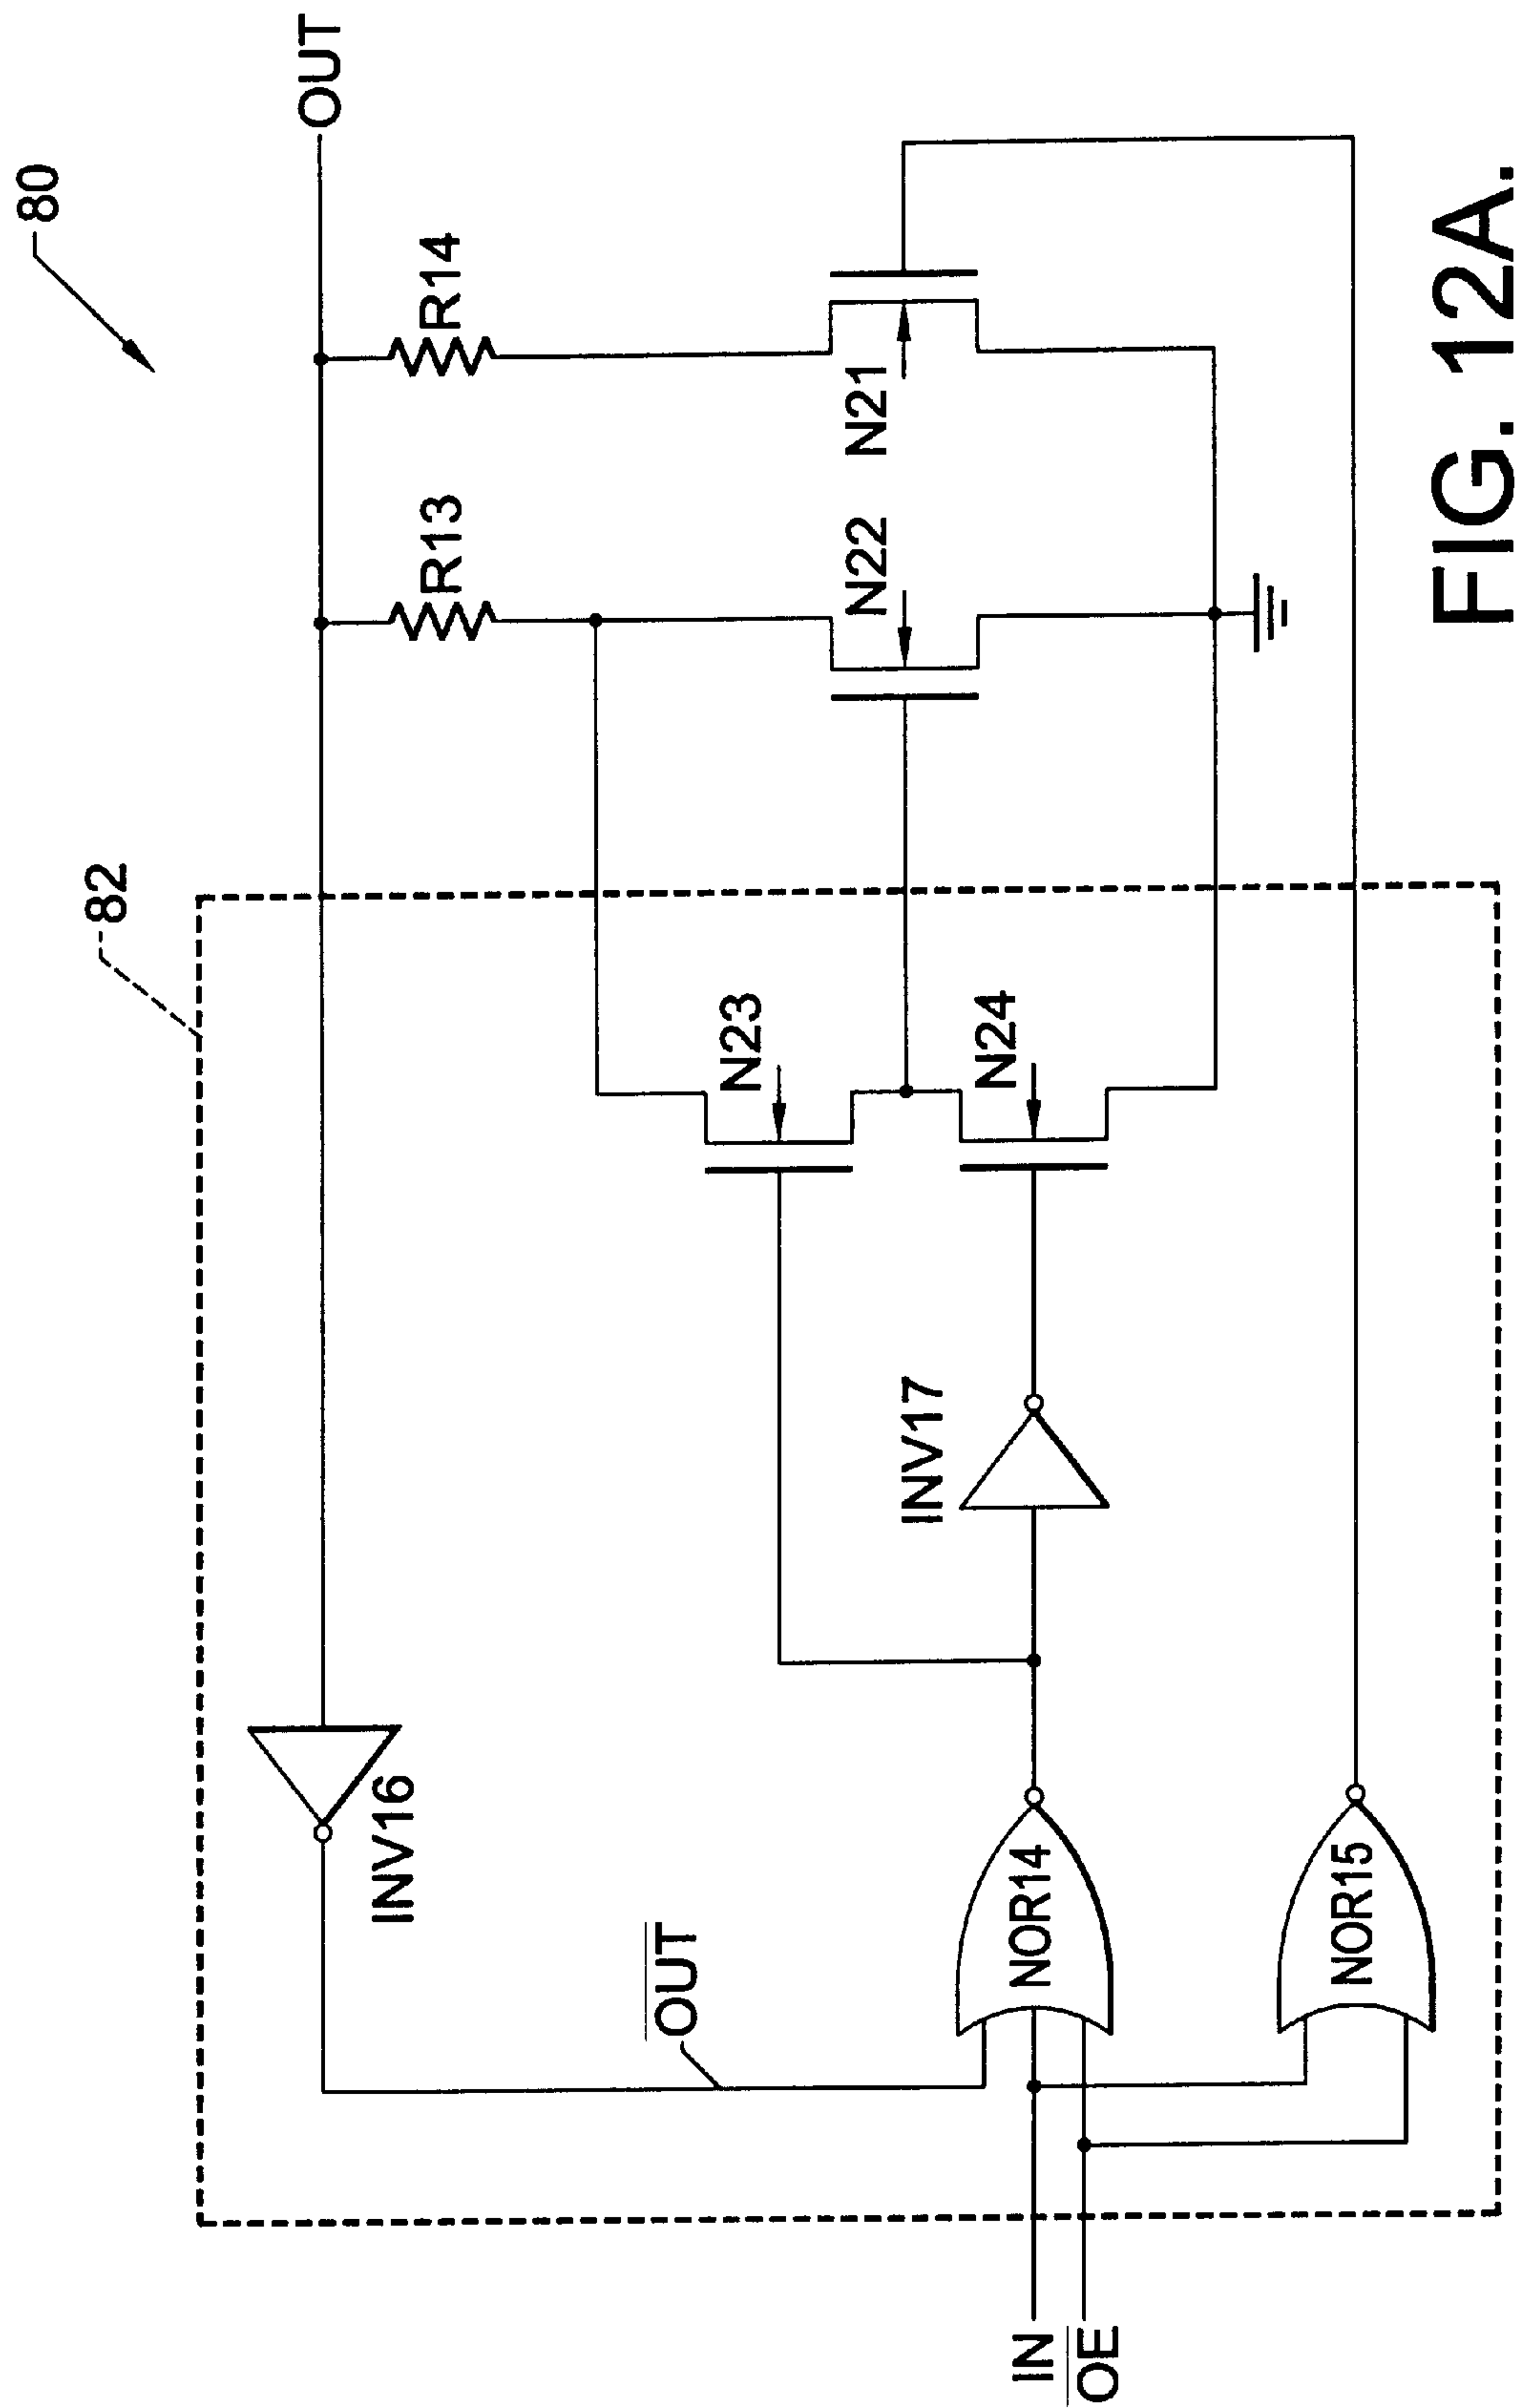 80
OUT
82
R13
R14
INV16
N23
N22
N21
OUT
N24
INV17
NOR14
NOR15
IN
OE
FIG. 12A.